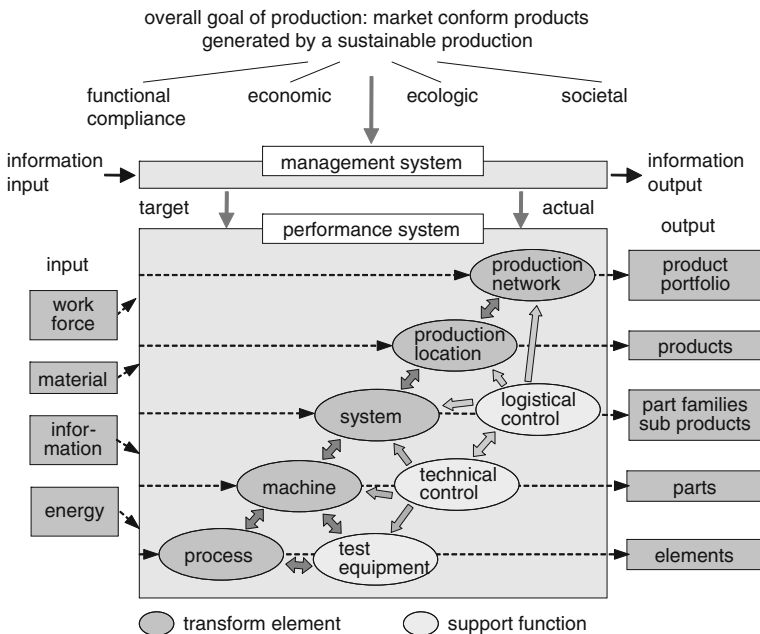 overall goal of production: market conform products
generated by a sustainable production
functional
compliance
economic
ecologic
societal
information
input
management system
information
output
target
actual
performance system
input
output
work
force
material
infor-
mation
energy
production
network
production
location
system
logistical
control
machine
technical
control
process
test
equipment
product
portfolio
products
part families
sub products
parts
elements
transform element
support function